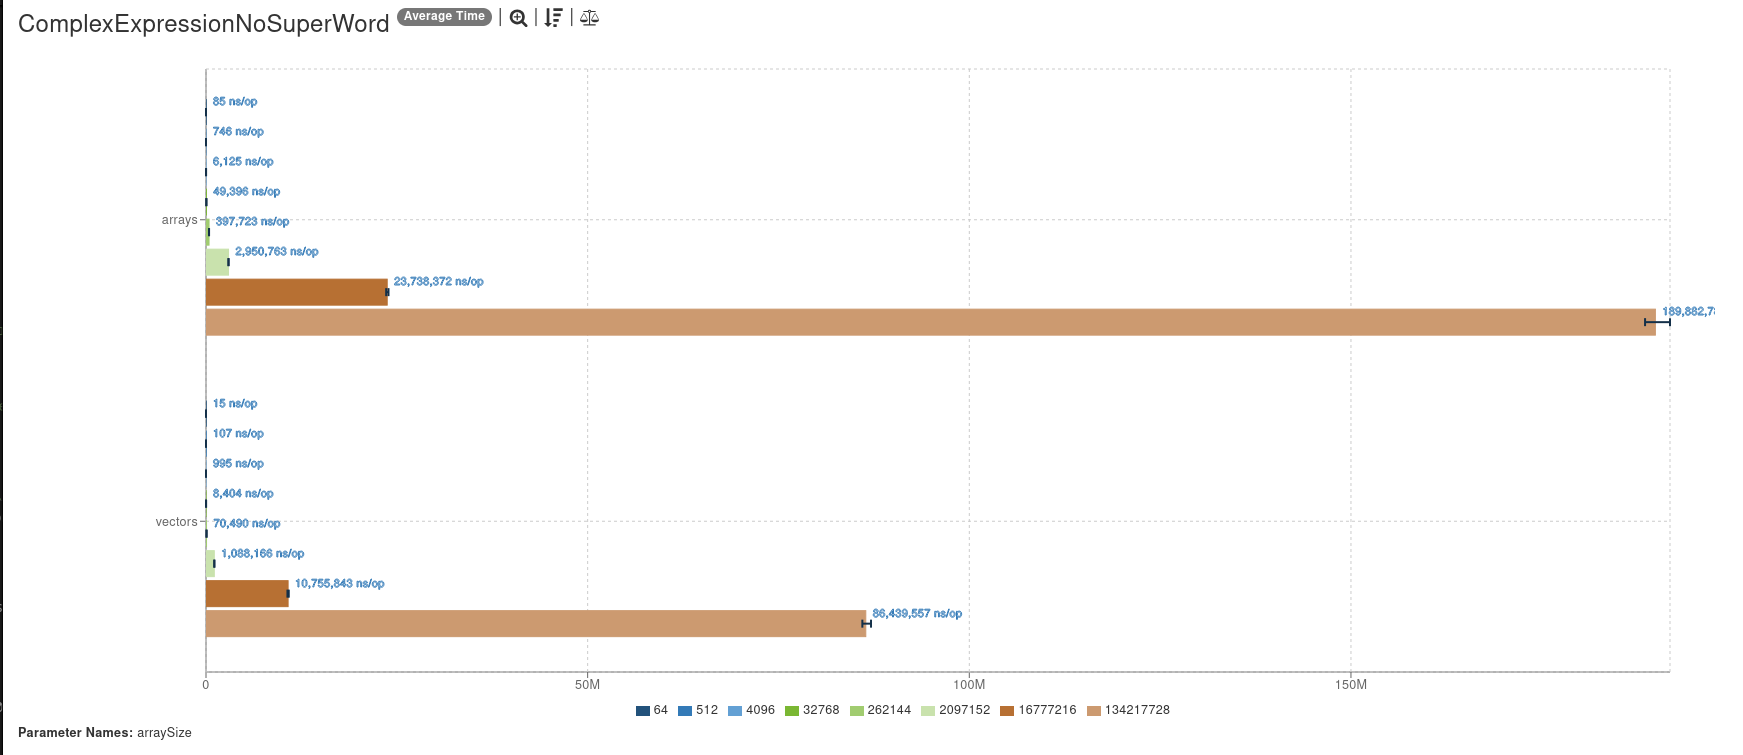 ComplexExpressionNoSuperWord Average Time
85 ns/op
746 ns/op
6,125 ns/op
49,396 ns/op
arrays
397,723 ns/op
2,950,763 ns/op
23,738,372 ns/op
189,882,7
15 ns/op
107 ns/op
995 ns/op
8,404 ns/op
vectors
70,490 ns/op
1,088,166 ns/op
10,755,843 ns/op
86,439,557 ns/op
0 50M 100M 150M
64 512 4096 32768 262144 2097152 16777216 134217728
Parameter Names: arraySize